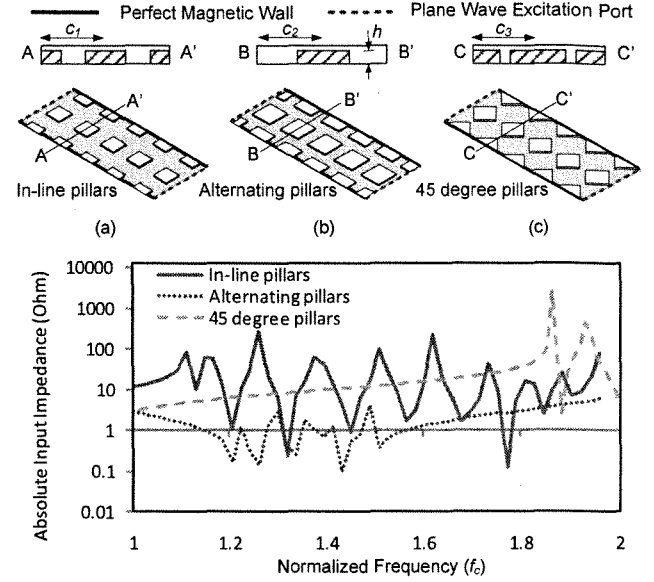 Perfect Magnetic Wall Plane Wave Excitation Port
A c1 A' B c2 B' h C c3 C'
A' B' C'
A B C
In-line pillars Alternating pillars 45 degree pillars
(a) (b) (c)
Absolute Input Impedance (Ohm)
10000
1000
100
10
1
0.1
0.01
In-line pillars
Alternating pillars
45 degree pillars
1 1.2 1.4 1.6 1.8 2
Normalized Frequency (fc)